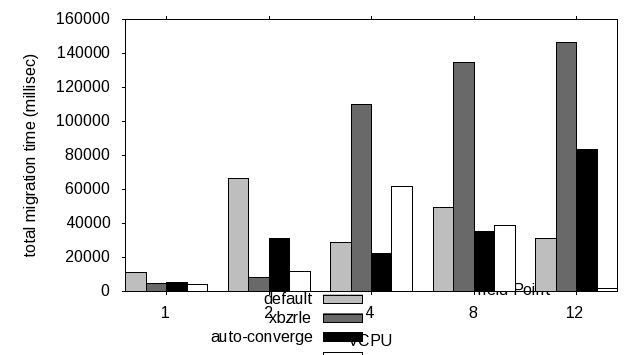 160000
140000
120000
100000
80000
60000
40000
20000
0
total migration time (millisec)
1 2 4 8 12
default
xbzrle
auto-converge
VCPU
Point